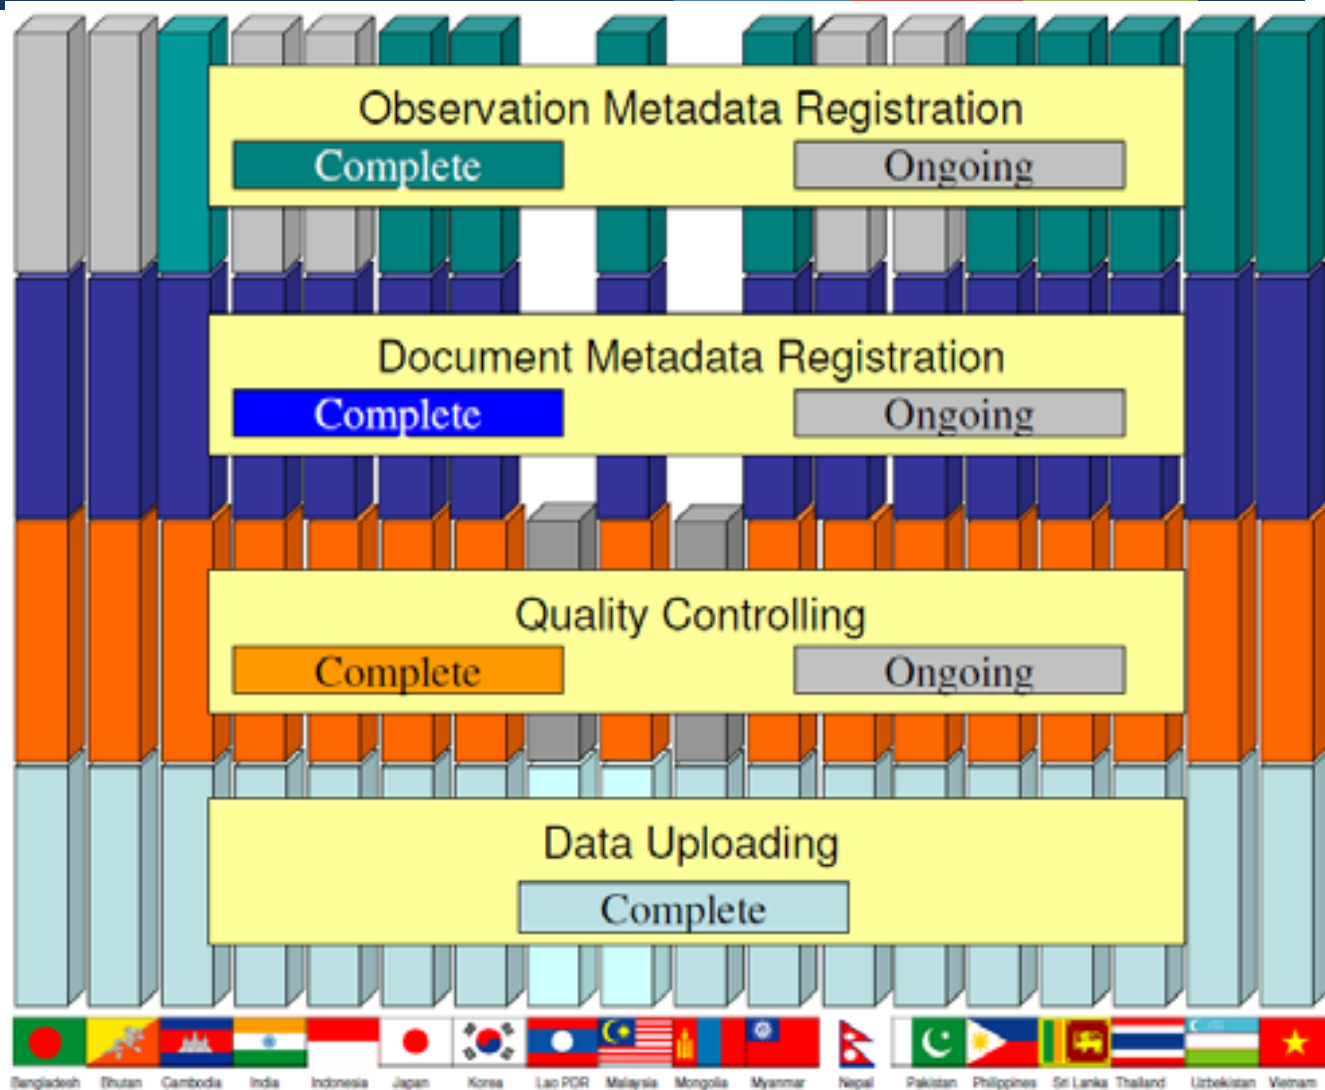 Observation Metadata Registration
Complete Ongoing
Document Metadata Registration
Complete Ongoing
Quality Controlling
Complete Ongoing
Data Uploading
Complete
Bangladesh Bhutan Cambodia India Indonesia Japan Korea Lao PDR Malaysia Mongolia Myanmar Nepal Pakistan Philippines Sri Lanka Thailand Uzbekistan Vietnam